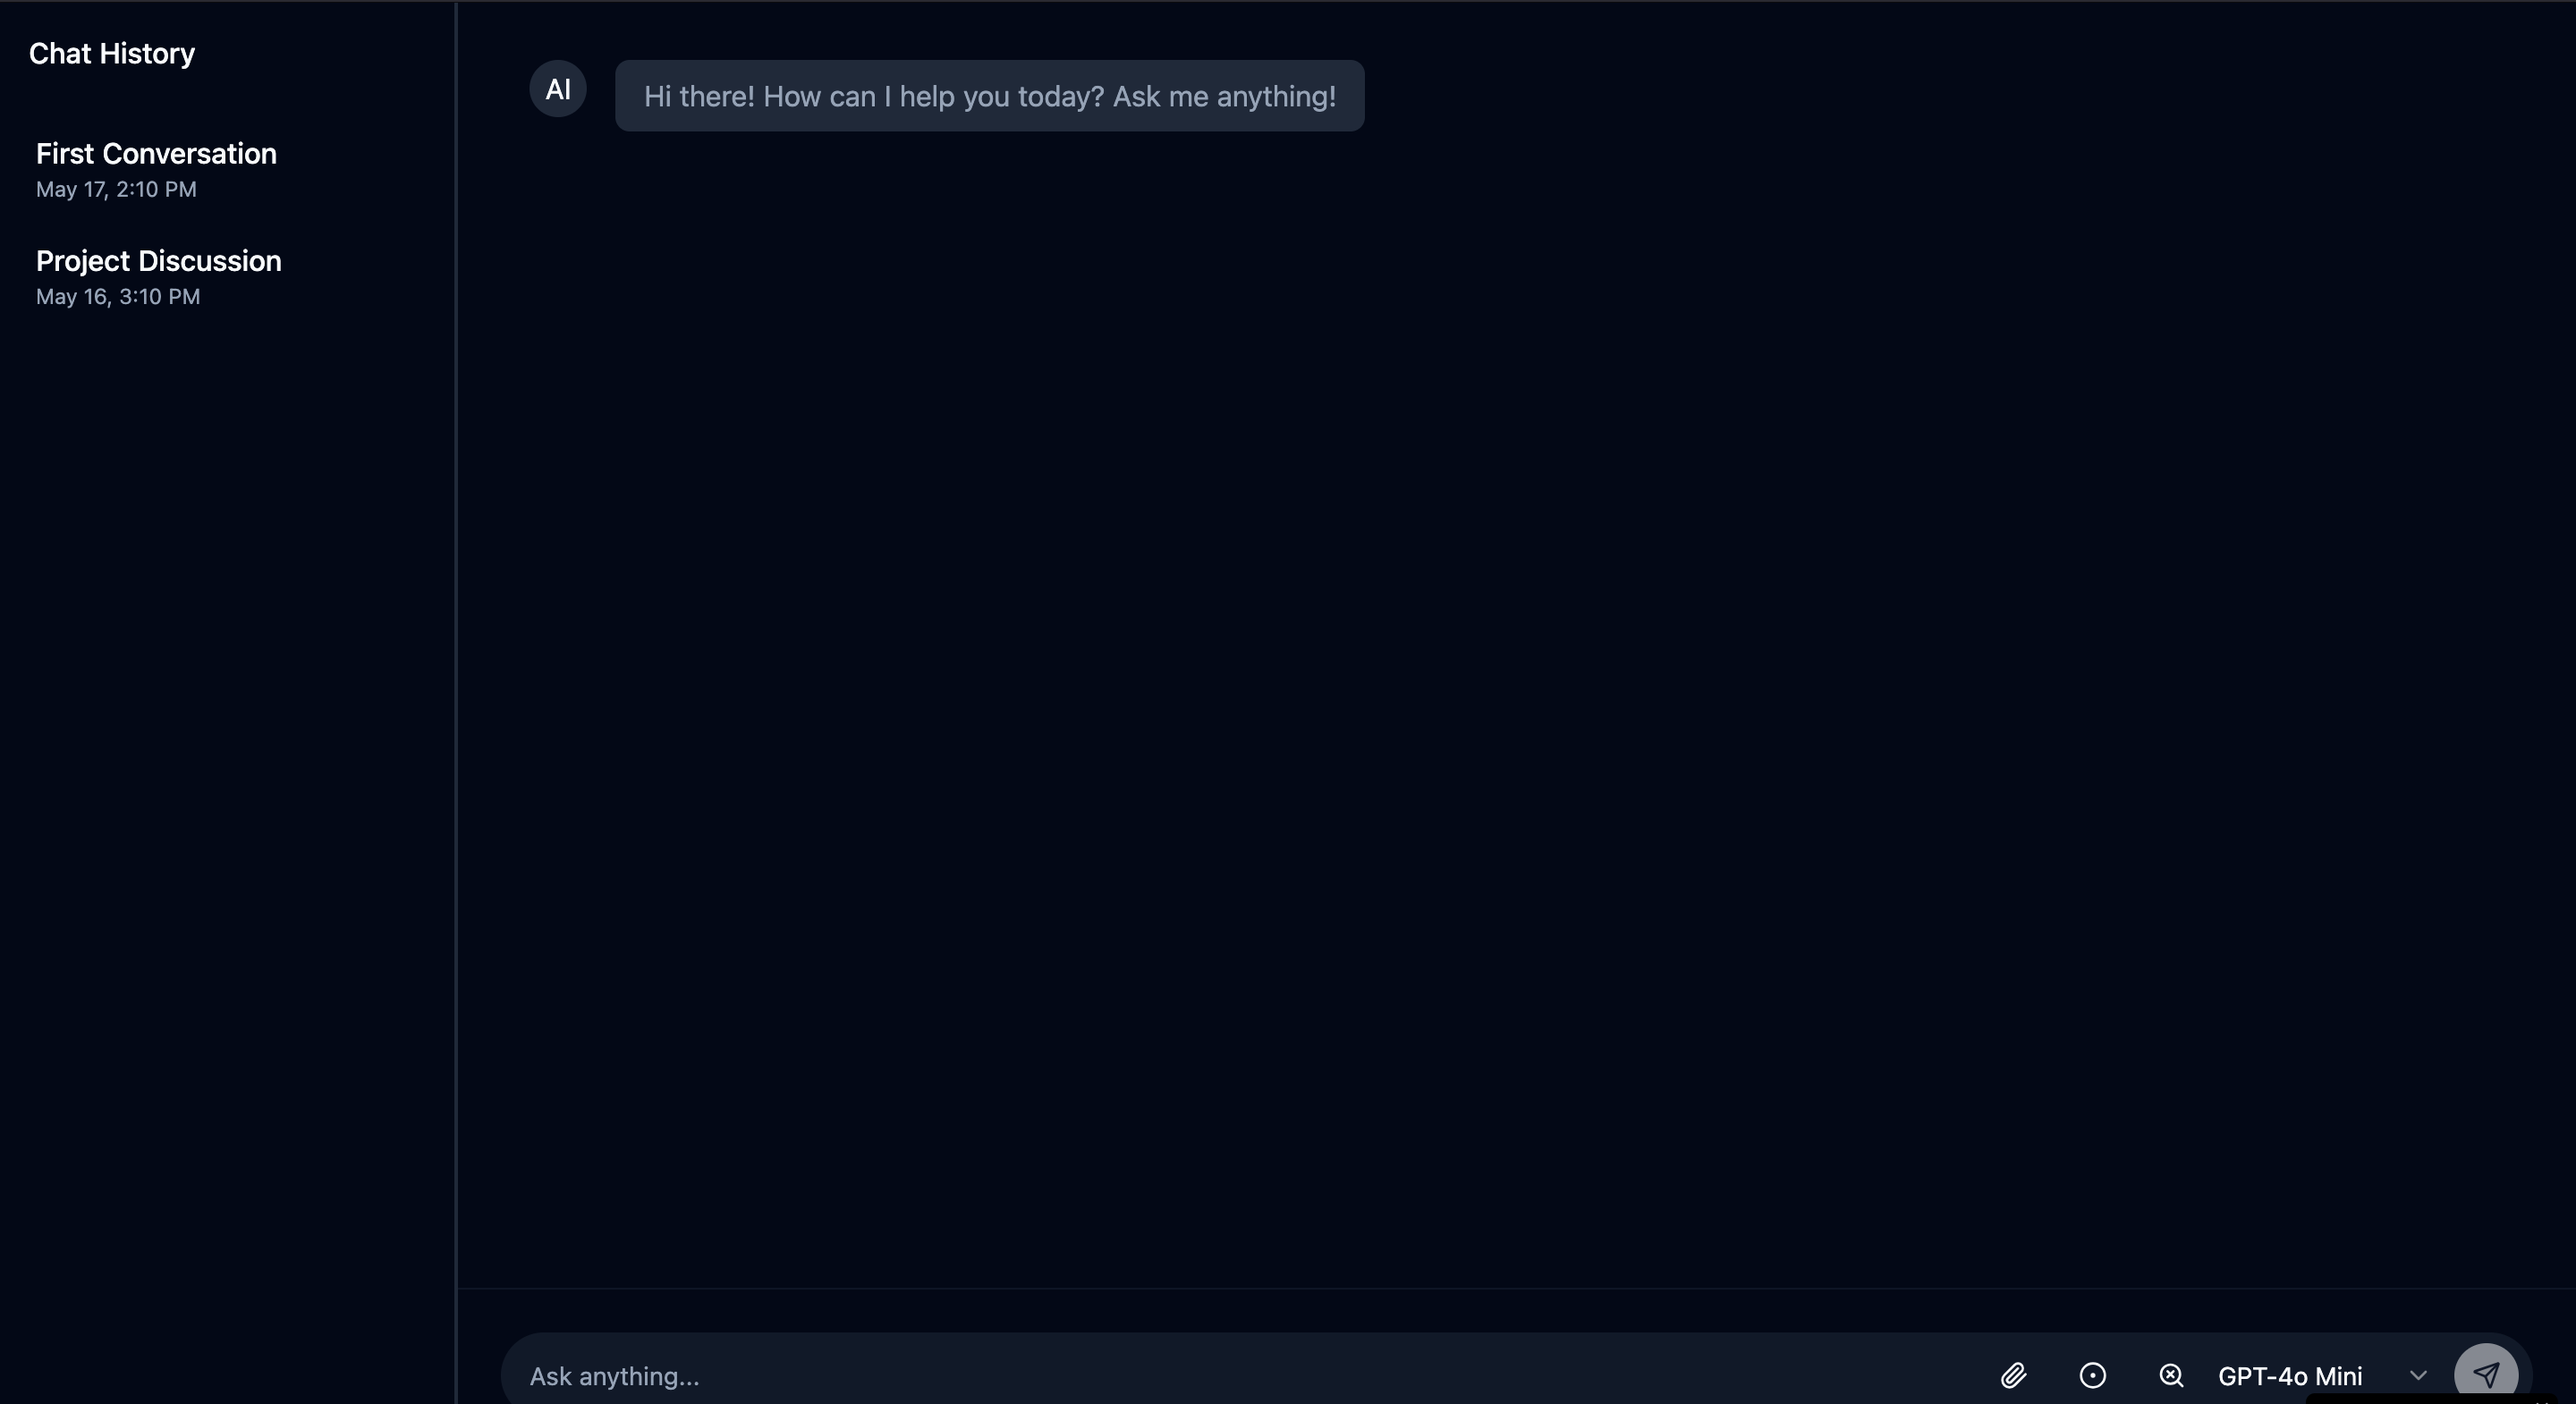 Chat History
First Conversation
May 17, 2:10 PM
Project Discussion
May 16, 3:10 PM
AI
Hi there! How can I help you today? Ask me anything!
Ask anything...
GPT-4o Mini